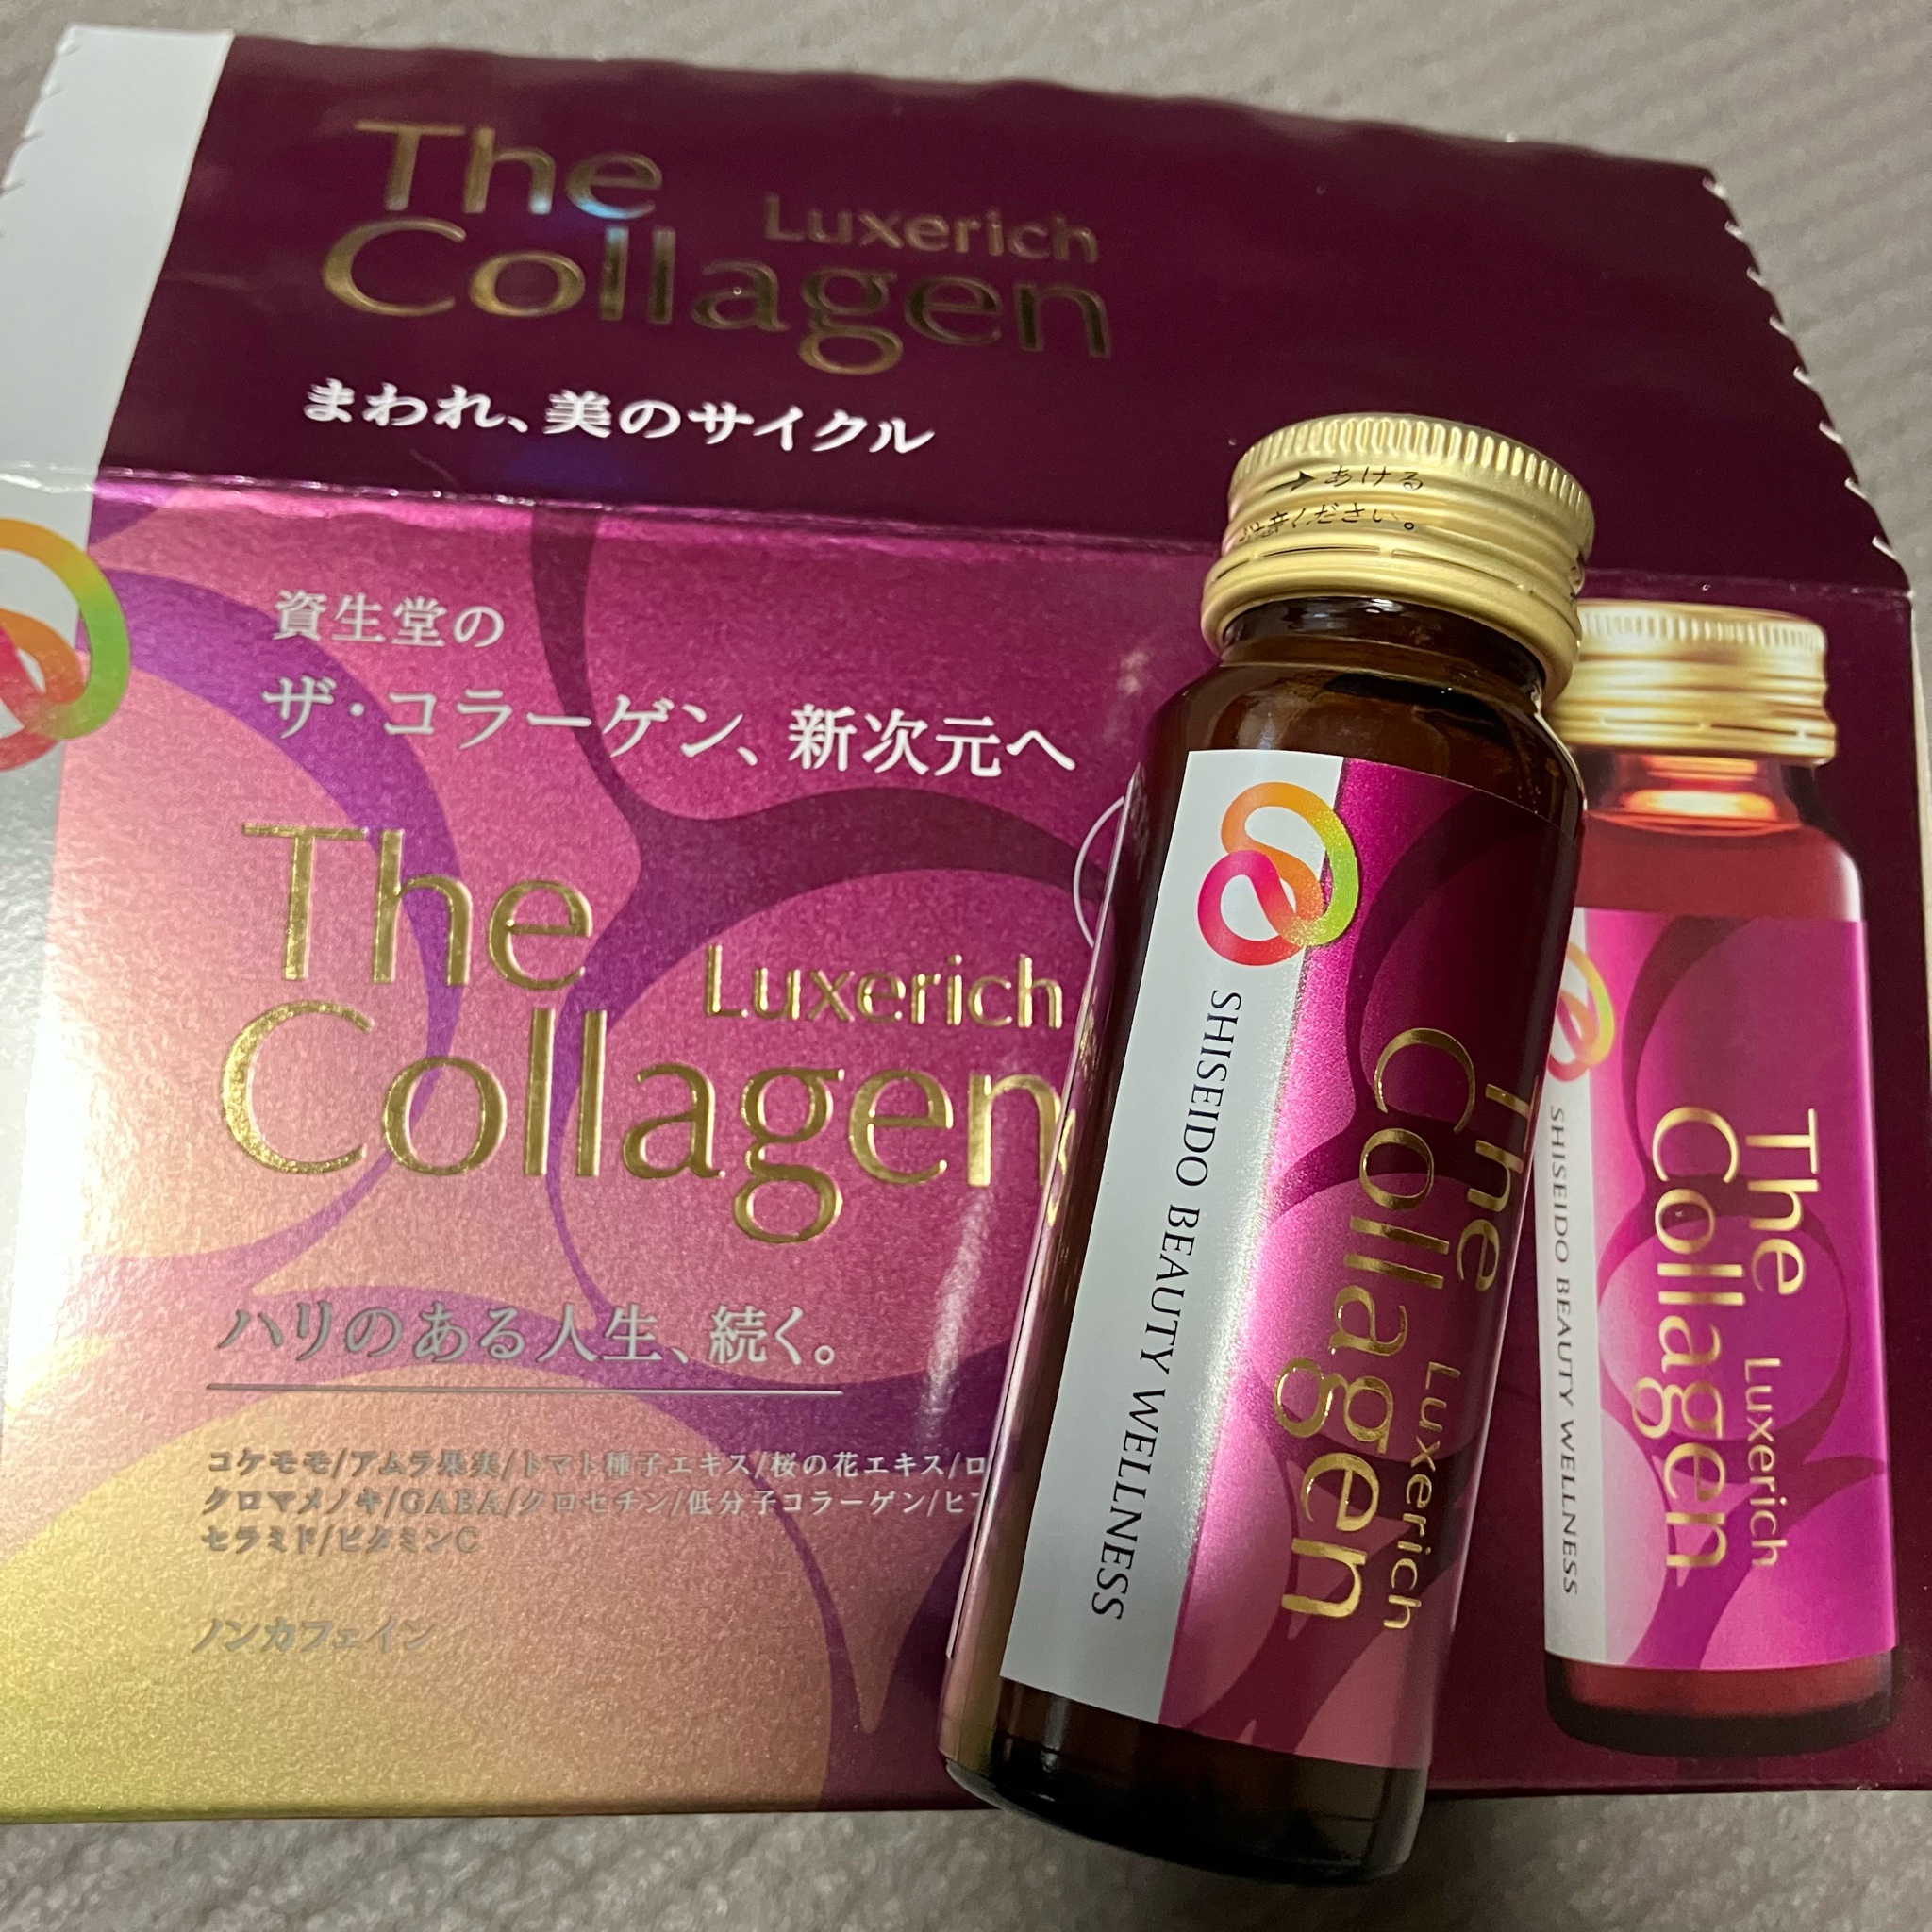 The
Luxerich
Collagen
まわれ、美のサイクル
資生堂の
ザ・コラーゲン、新次元へ
The
Luxerich
Collagen
ハリのある人生、続く。
コケモモ/アムラ果実/トマト種子エキス/桜の花エキス/
クロマメノキ/GABA/クロセチン/低分子コラーゲン/
セラミド/ビタミンC
ノンカフェイン
➔あける
ください。
SHISEIDO BEAUTY WELLNESS
The
Collagen
Luxerich
SHISEIDO BEAUTY WELLNESS
The
Collagen
Luxerich